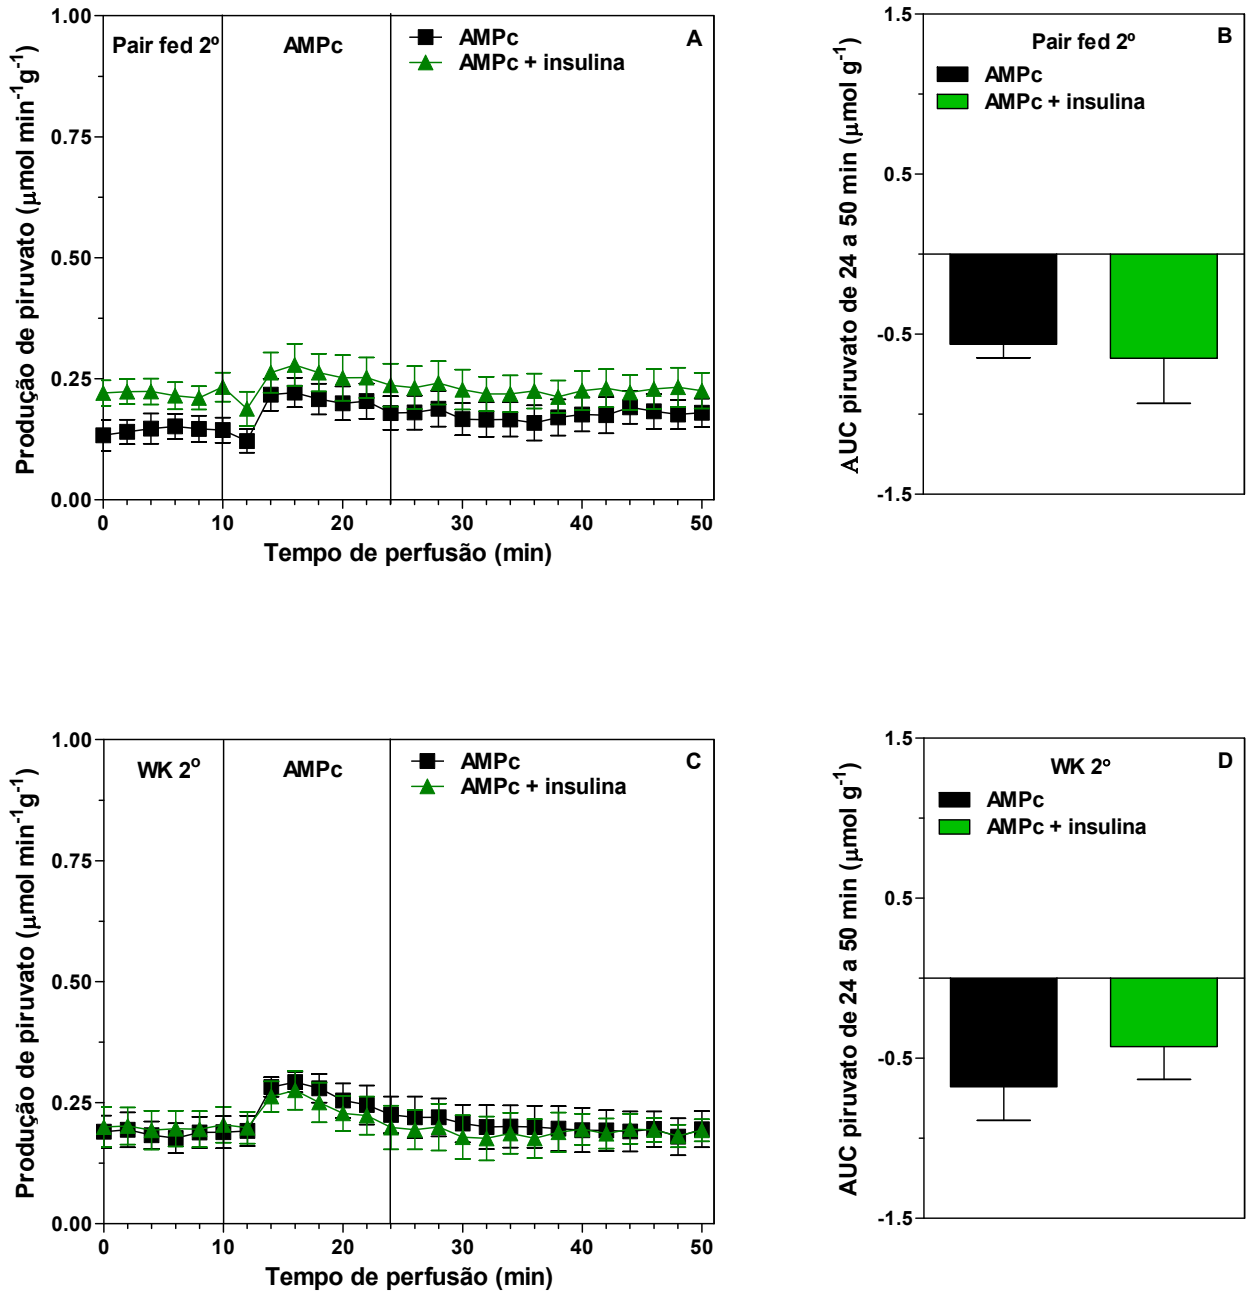 Pair fed 2º
AMPc
AMPc
AMPc + insulina
A
1.00
0.75
0.50
0.25
0.00
Produção de piruvato (μmol min-1g-1)
0
10
20
30
40
50
Tempo de perfusão (min)
Pair fed 2º
B
AMPc
AMPc + insulina
1.5
0.5
-0.5
-1.5
AUC piruvato de 24 a 50 min (μmol g-1)
WK 2º
AMPc
AMPc
AMPc + insulina
C
1.00
0.75
0.50
0.25
0.00
Produção de piruvato (μmol min-1g-1)
0
10
20
30
40
50
Tempo de perfusão (min)
WK 2º
D
AMPc
AMPc + insulina
1.5
0.5
-0.5
-1.5
AUC piruvato de 24 a 50 min (μmol g-1)